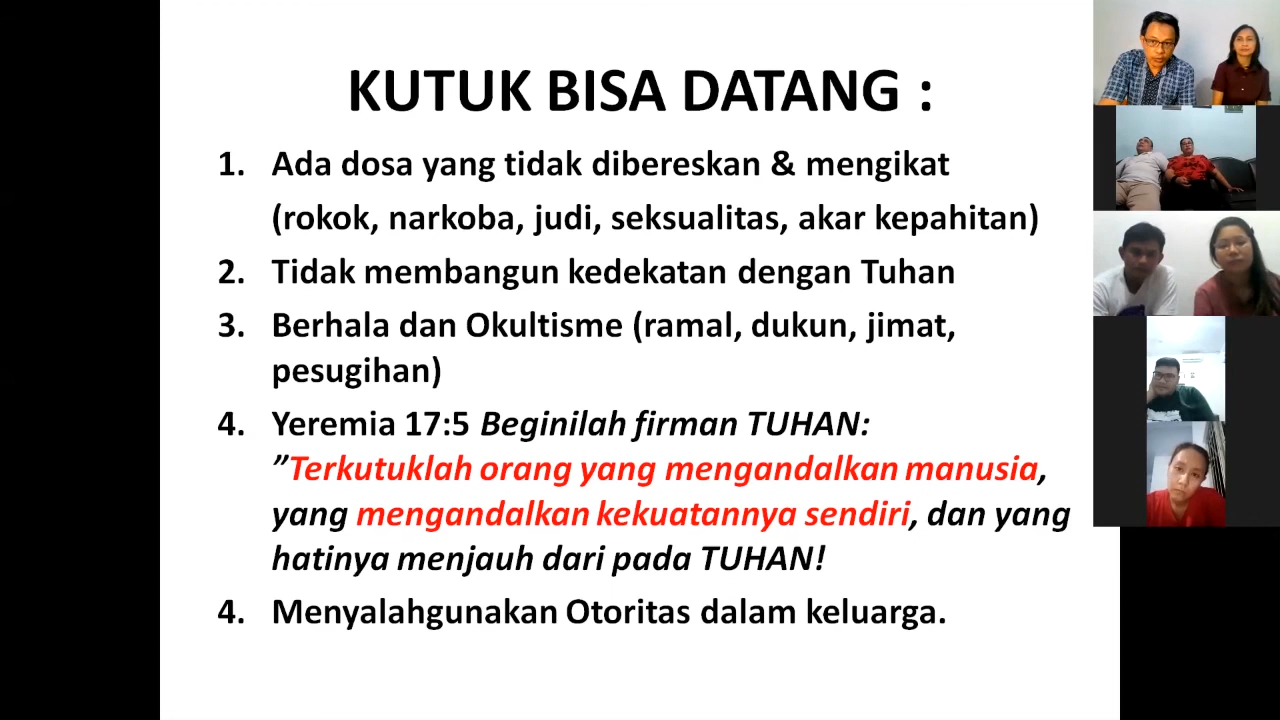 KUTUK BISA DATANG :
1. Ada dosa yang tidak dibereskan & mengikat
(rokok, narkoba, judi, seksualitas, akar kepahitan)
2. Tidak membangun kedekatan dengan Tuhan
3. Berhala dan Okultisme (ramal, dukun, jimat,
pesugihan)
4. Yeremia 17:5 Beginilah firman TUHAN:
”Terkutuklah orang yang mengandalkan manusia,
yang mengandalkan kekuatannya sendiri, dan yang
hatinya menjauh dari pada TUHAN!
4. Menyalahgunakan Otoritas dalam keluarga.